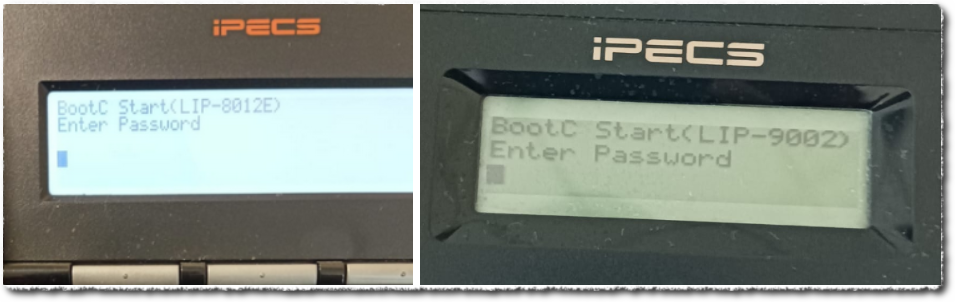 iPECS
BootC Start(LIP-8012E)
Enter Password
iPECS
BootC Start(LIP-9002)
Enter Password